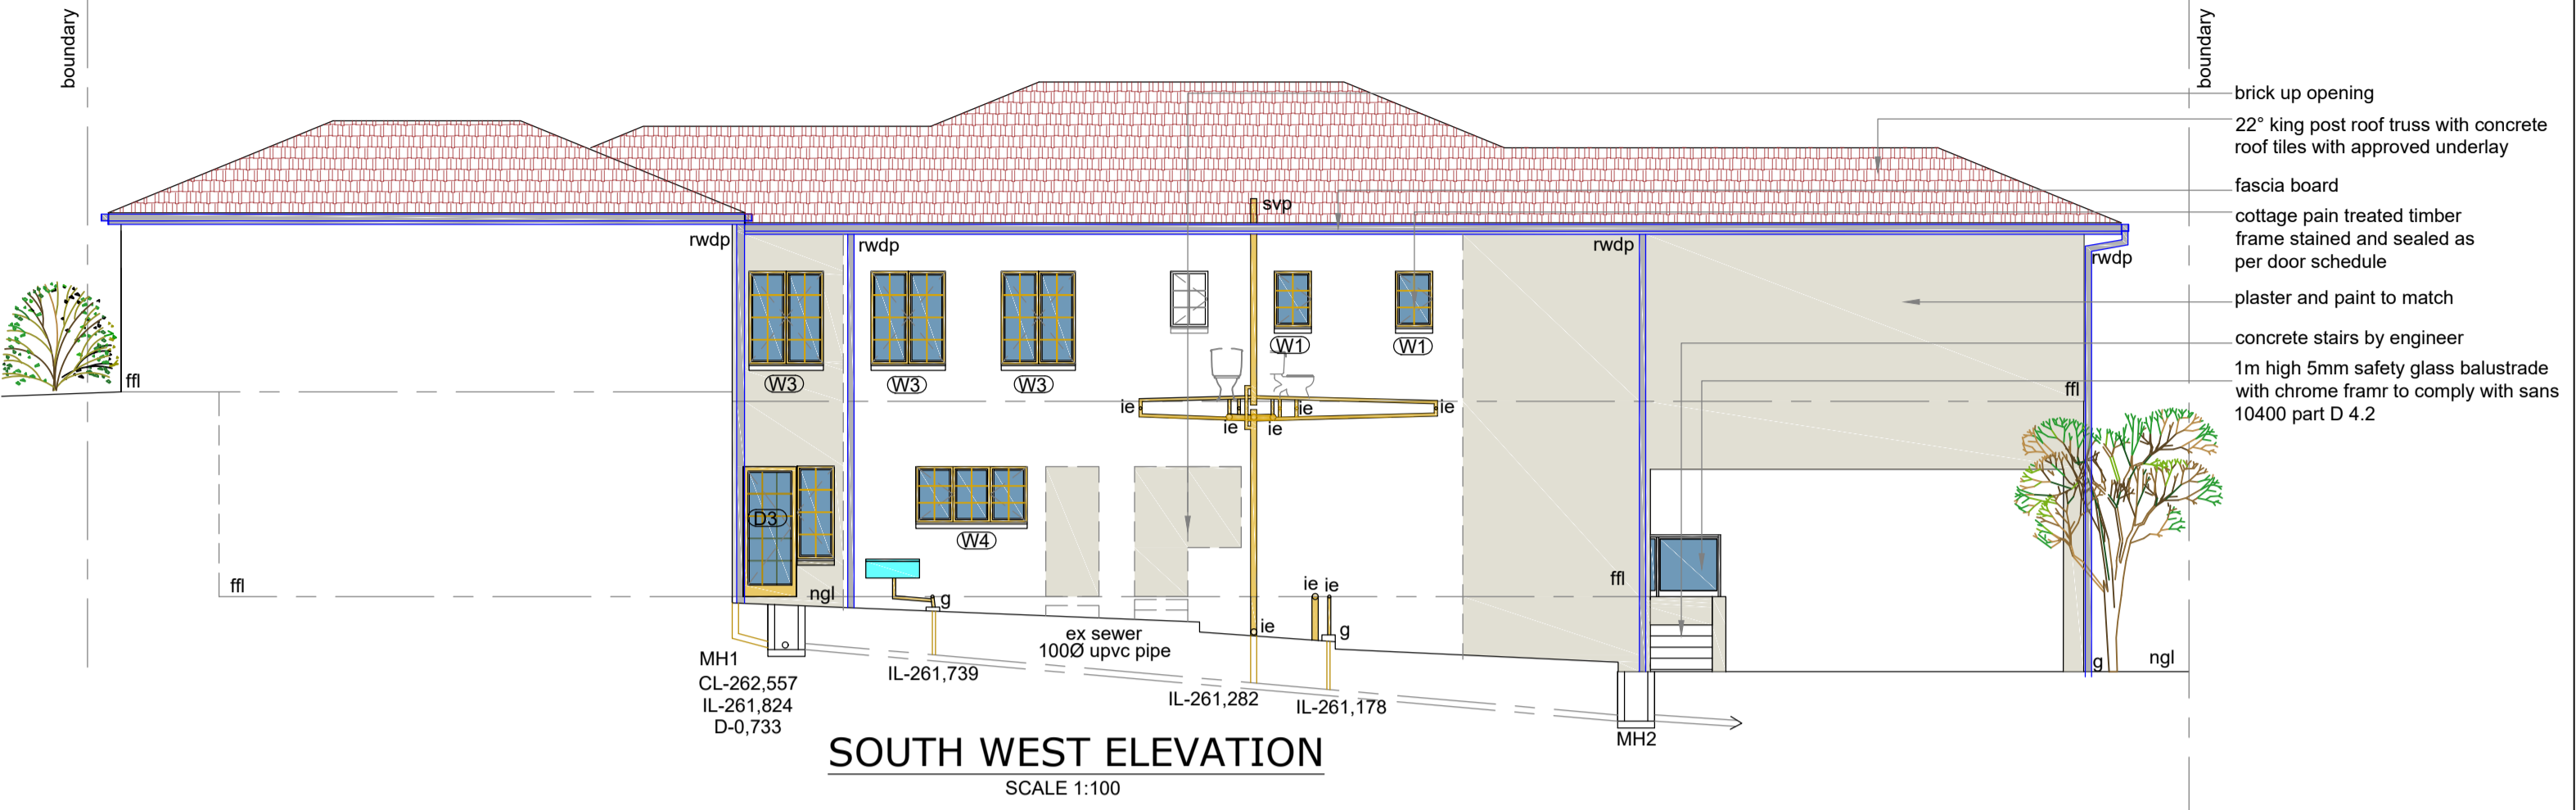 boundary
boundary
brick up opening
22° king post roof truss with concrete
roof tiles with approved underlay
fascia board
cottage pain treated timber
frame stained and sealed as
per door schedule
plaster and paint to match
concrete stairs by engineer
1m high 5mm safety glass balustrade
with chrome framr to comply with sans
10400 part D 4.2
svp
rwdp
rwdp
rwdp
rwdp
W3
W3
W3
W1
W1
ffl
ffl
ie
ie
ie
ie
ie
D3
W4
ffl
ffl
ngl
g
ie
ie
ie
g
g
ngl
ex sewer
100Ø upvc pipe
MH1
CL-262,557
IL-261,824
D-0,733
IL-261,739
IL-261,282
IL-261,178
MH2
SOUTH WEST ELEVATION
SCALE 1:100